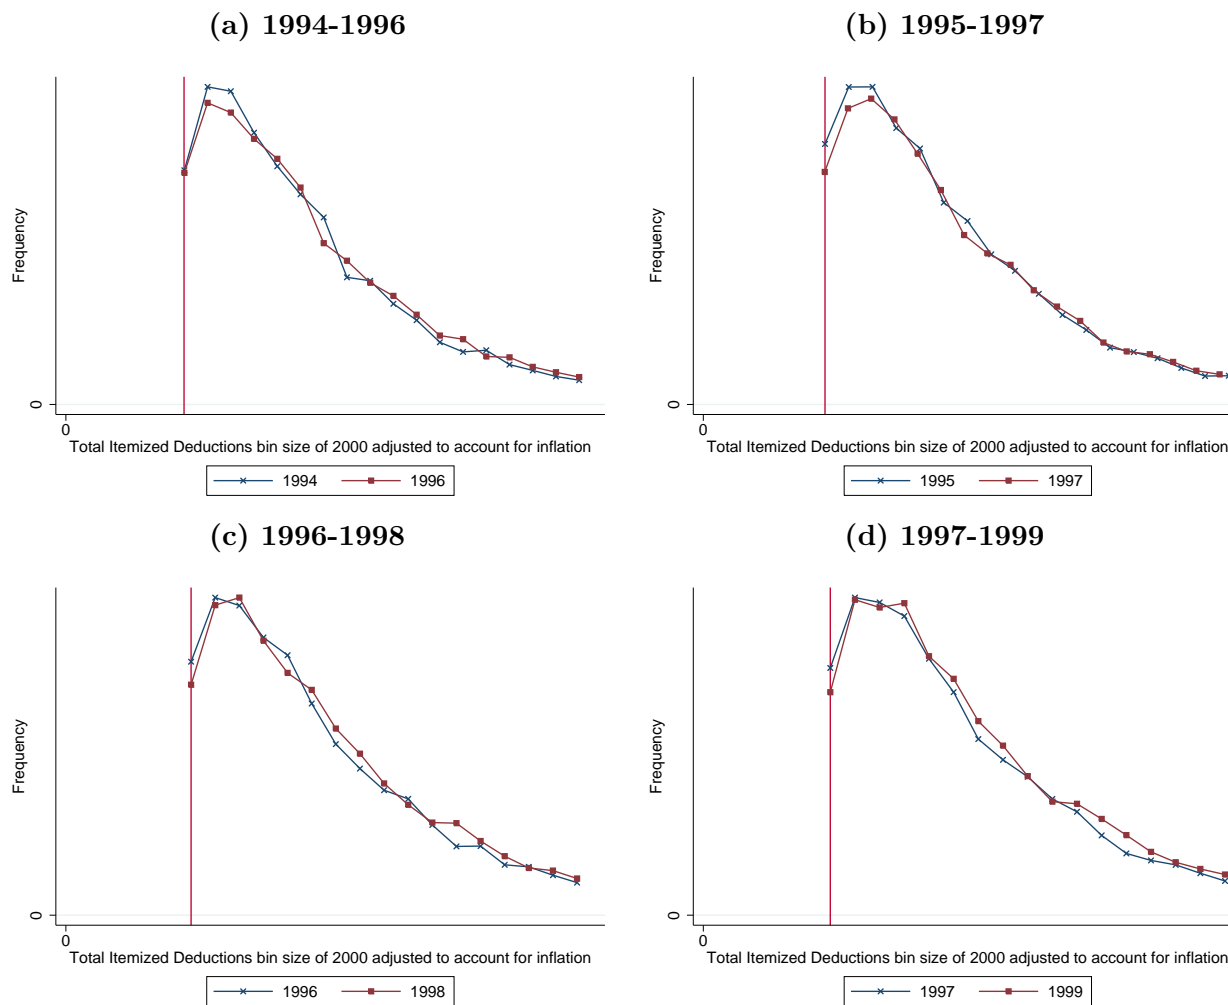 (a) 1994-1996
Frequency
0
0
Total Itemized Deductions bin size of 2000 adjusted to account for inflation
1994 1996
(b) 1995-1997
Frequency
0
0
Total Itemized Deductions bin size of 2000 adjusted to account for inflation
1995 1997
(c) 1996-1998
Frequency
0
0
Total Itemized Deductions bin size of 2000 adjusted to account for inflation
1996 1998
(d) 1997-1999
Frequency
0
0
Total Itemized Deductions bin size of 2000 adjusted to account for inflation
1997 1999